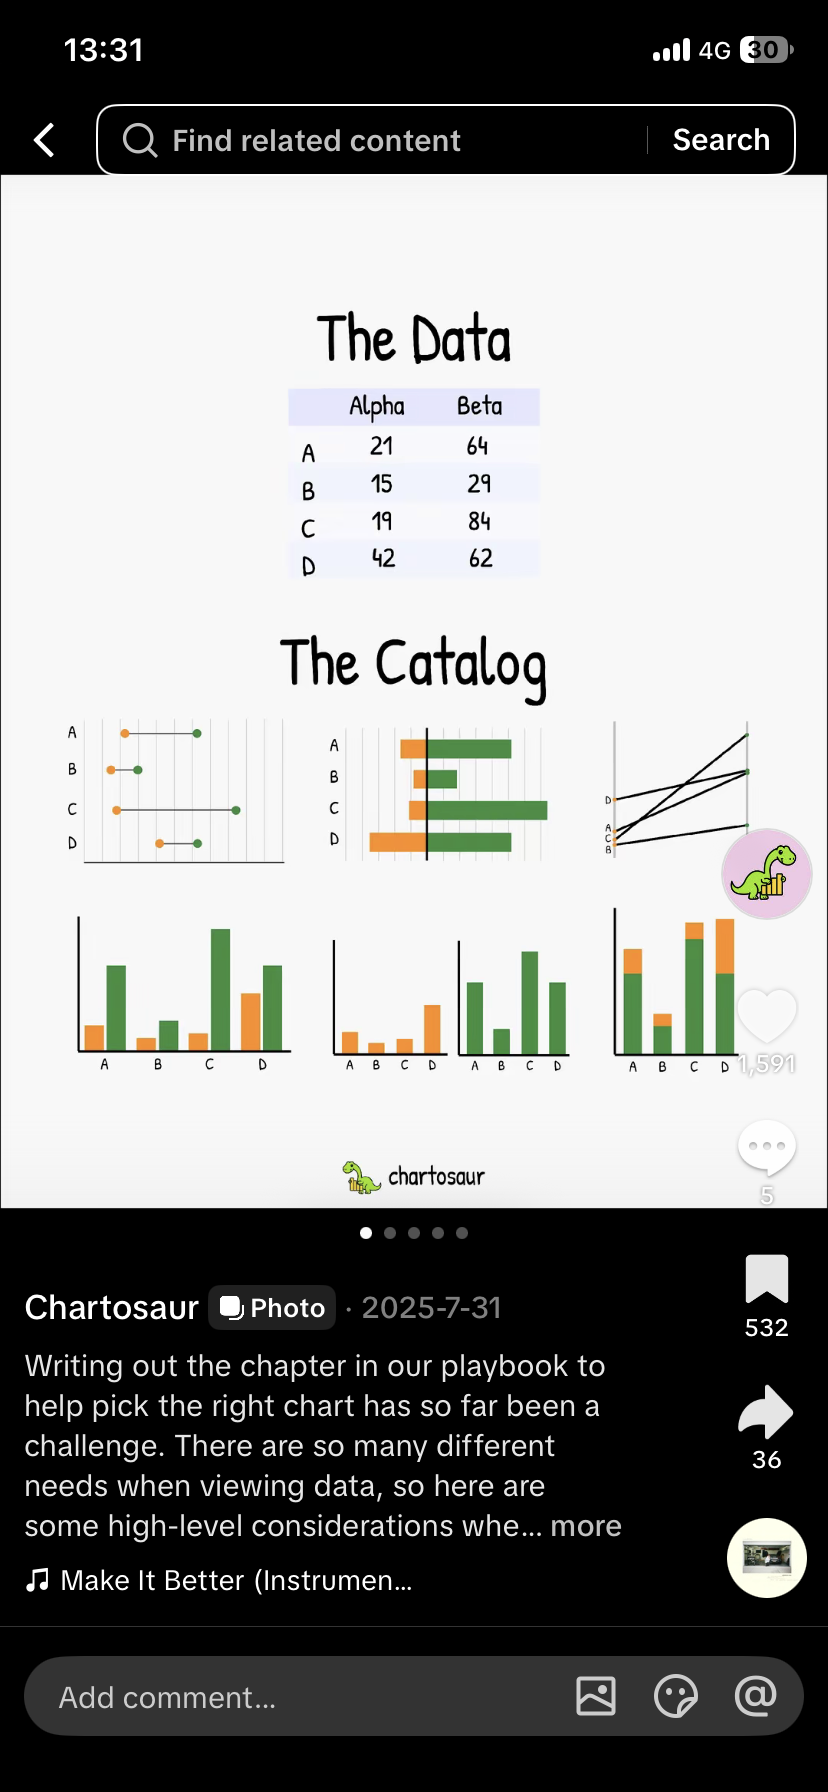 13:31
4G 30
Find related content
Search
The Data
Alpha Beta
A 21 64
B 15 29
C 19 84
D 42 62
The Catalog
A
B
C
D
A
B
C
D
D
A
C
B
A B C D
A B C D
A B C D
A B C D
1,591
chartosaur
5
Chartosaur Photo · 2025-7-31
532
Writing out the chapter in our playbook to
help pick the right chart has so far been a
challenge. There are so many different
needs when viewing data, so here are
some high-level considerations whe... more
36
Make It Better (Instrumen...
Add comment...